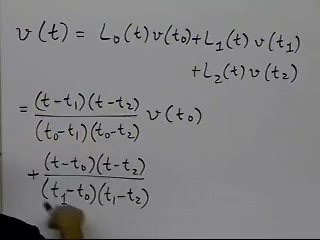 v(t) = L₀(t)v(t₀)+L₁(t)v(t₁)
+L₂(t)v(t₂)
= (t-t₁)(t-t₂)/(t₀-t₁)(t₀-t₂) v(t₀)
+ (t-t₀)(t-t₂)/(t₁-t₀)(t₁-t₂)